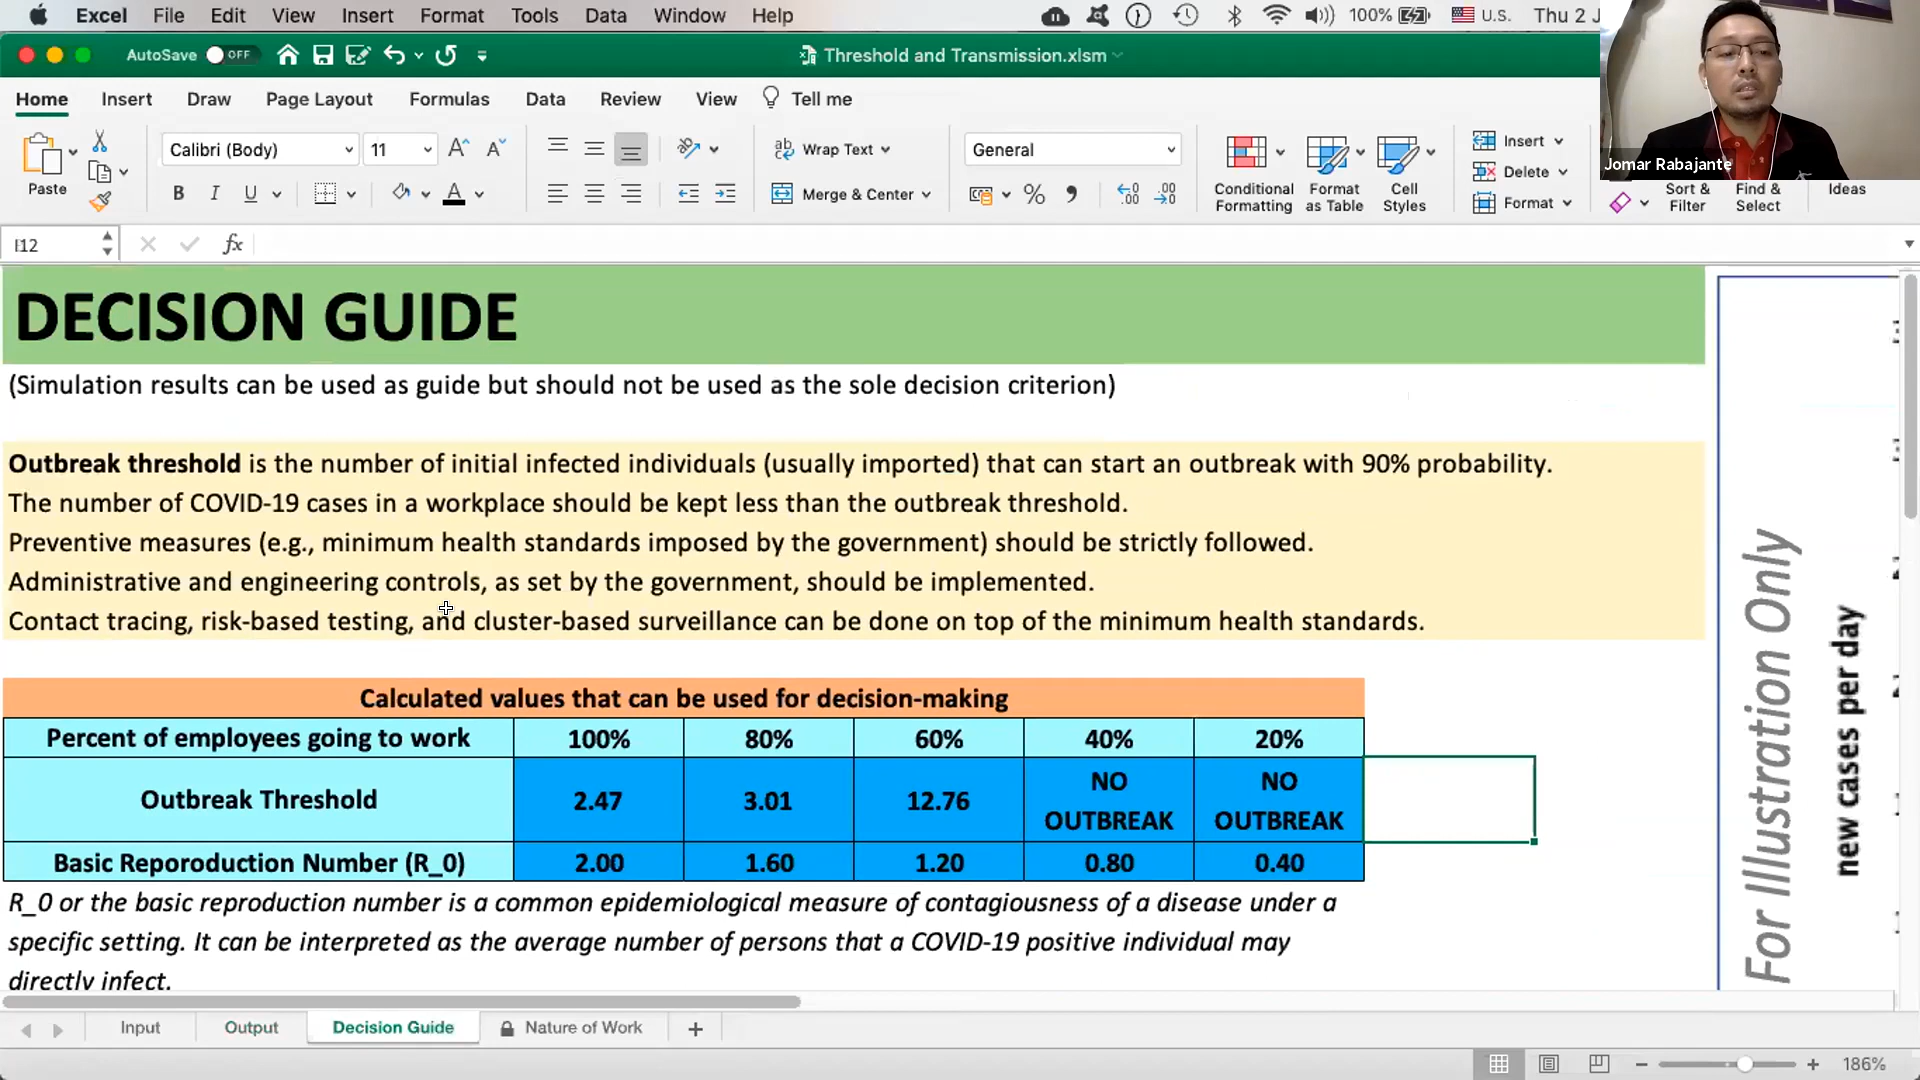 Excel File Edit View Insert Format Tools Data Window Help
100% U.S. Thu 2 J
AutoSave OFF
Threshold and Transmission.xlsm
Home Insert Draw Page Layout Formulas Data Review View Tell me
Jomar Rabajante
Paste
Calibri (Body) 11
B I U A
ab c Wrap Text
Merge & Center
General
%
Conditional Formatting
Format as Table
Cell Styles
Insert
Delete
Format
Sort & Filter
Find & Select
Ideas
I12 fx
DECISION GUIDE
(Simulation results can be used as guide but should not be used as the sole decision criterion)
Outbreak threshold is the number of initial infected individuals (usually imported) that can start an outbreak with 90% probability.
The number of COVID-19 cases in a workplace should be kept less than the outbreak threshold.
Preventive measures (e.g., minimum health standards imposed by the government) should be strictly followed.
Administrative and engineering controls, as set by the government, should be implemented.
Contact tracing, risk-based testing, and cluster-based surveillance can be done on top of the minimum health standards.
Calculated values that can be used for decision-making
Percent of employees going to work 100% 80% 60% 40% 20%
Outbreak Threshold 2.47 3.01 12.76 NO OUTBREAK NO OUTBREAK
Basic Reporoduction Number (R_0) 2.00 1.60 1.20 0.80 0.40
R_0 or the basic reproduction number is a common epidemiological measure of contagiousness of a disease under a
specific setting. It can be interpreted as the average number of persons that a COVID-19 positive individual may
directly infect.
For Illustration Only
new cases per day
Input Output Decision Guide Nature of Work
186%